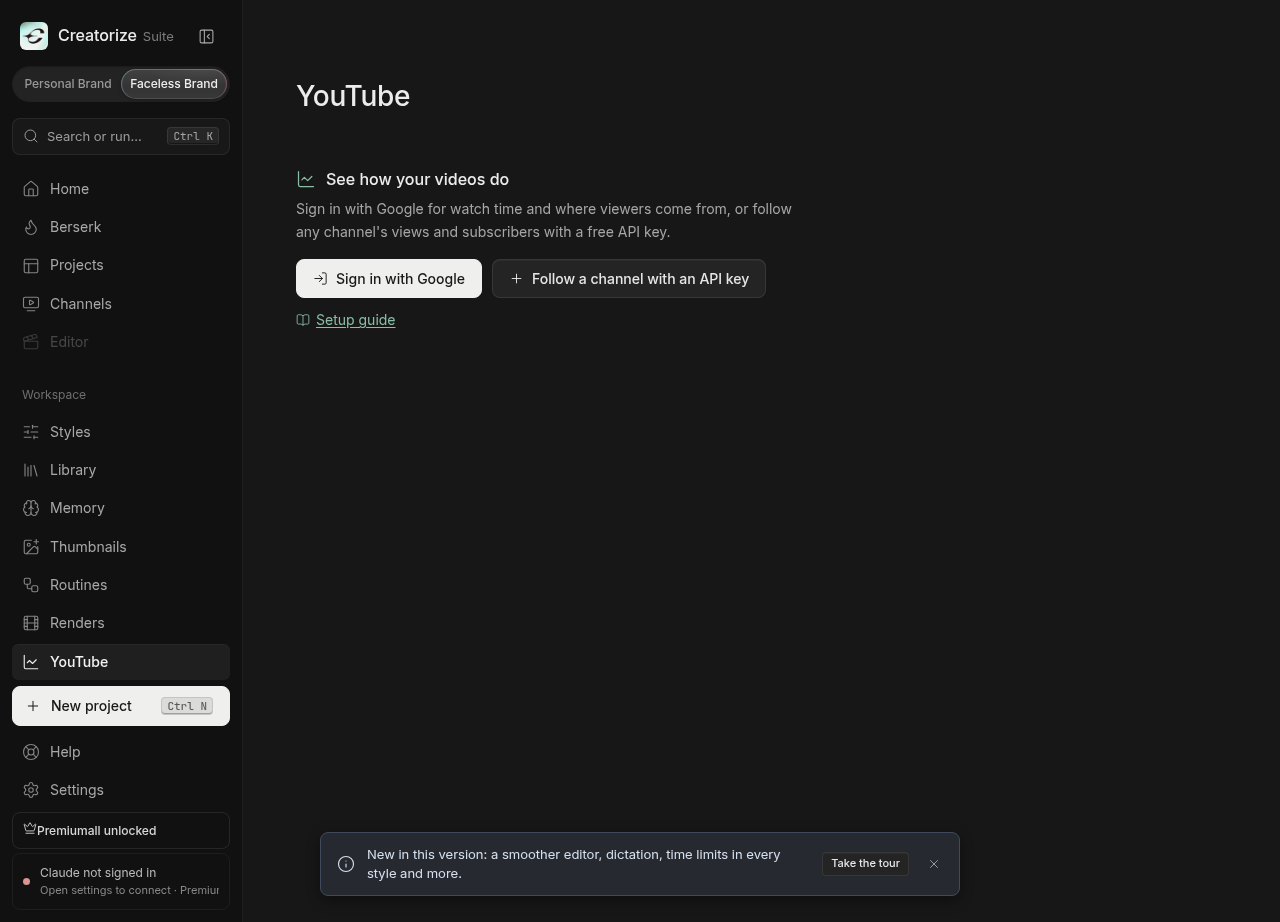 Creatorize Suite
Personal Brand Faceless Brand
Search or run... Ctrl K
Home
Berserk
Projects
Channels
Editor
Workspace
Styles
Library
Memory
Thumbnails
Routines
Renders
YouTube
New project Ctrl N
Help
Settings
Premiumall unlocked
Claude not signed in
Open settings to connect · Premiur
YouTube
See how your videos do
Sign in with Google for watch time and where viewers come from, or follow
any channel's views and subscribers with a free API key.
Sign in with Google Follow a channel with an API key
Setup guide
New in this version: a smoother editor, dictation, time limits in every
style and more.
Take the tour